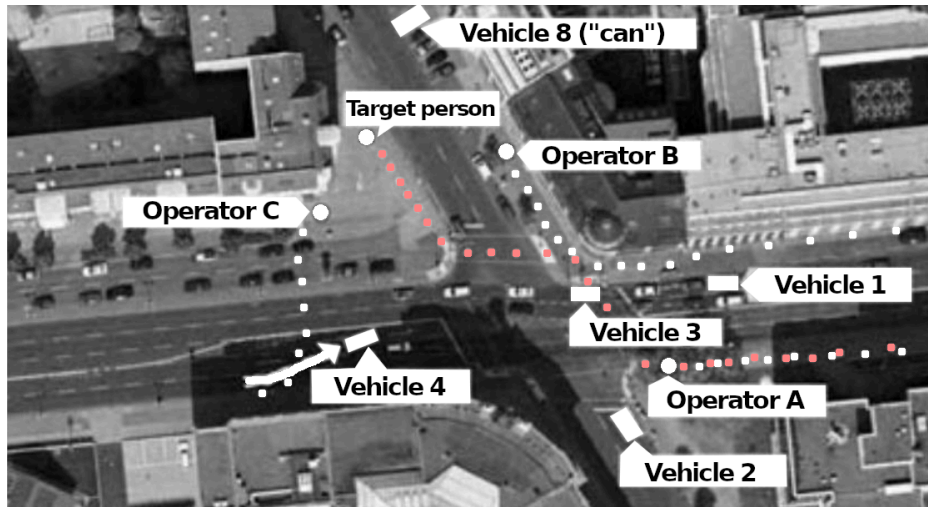 Vehicle 8 ("can")
Target person
Operator B
Operator C
Vehicle 1
Vehicle 3
Vehicle 4
Operator A
Vehicle 2